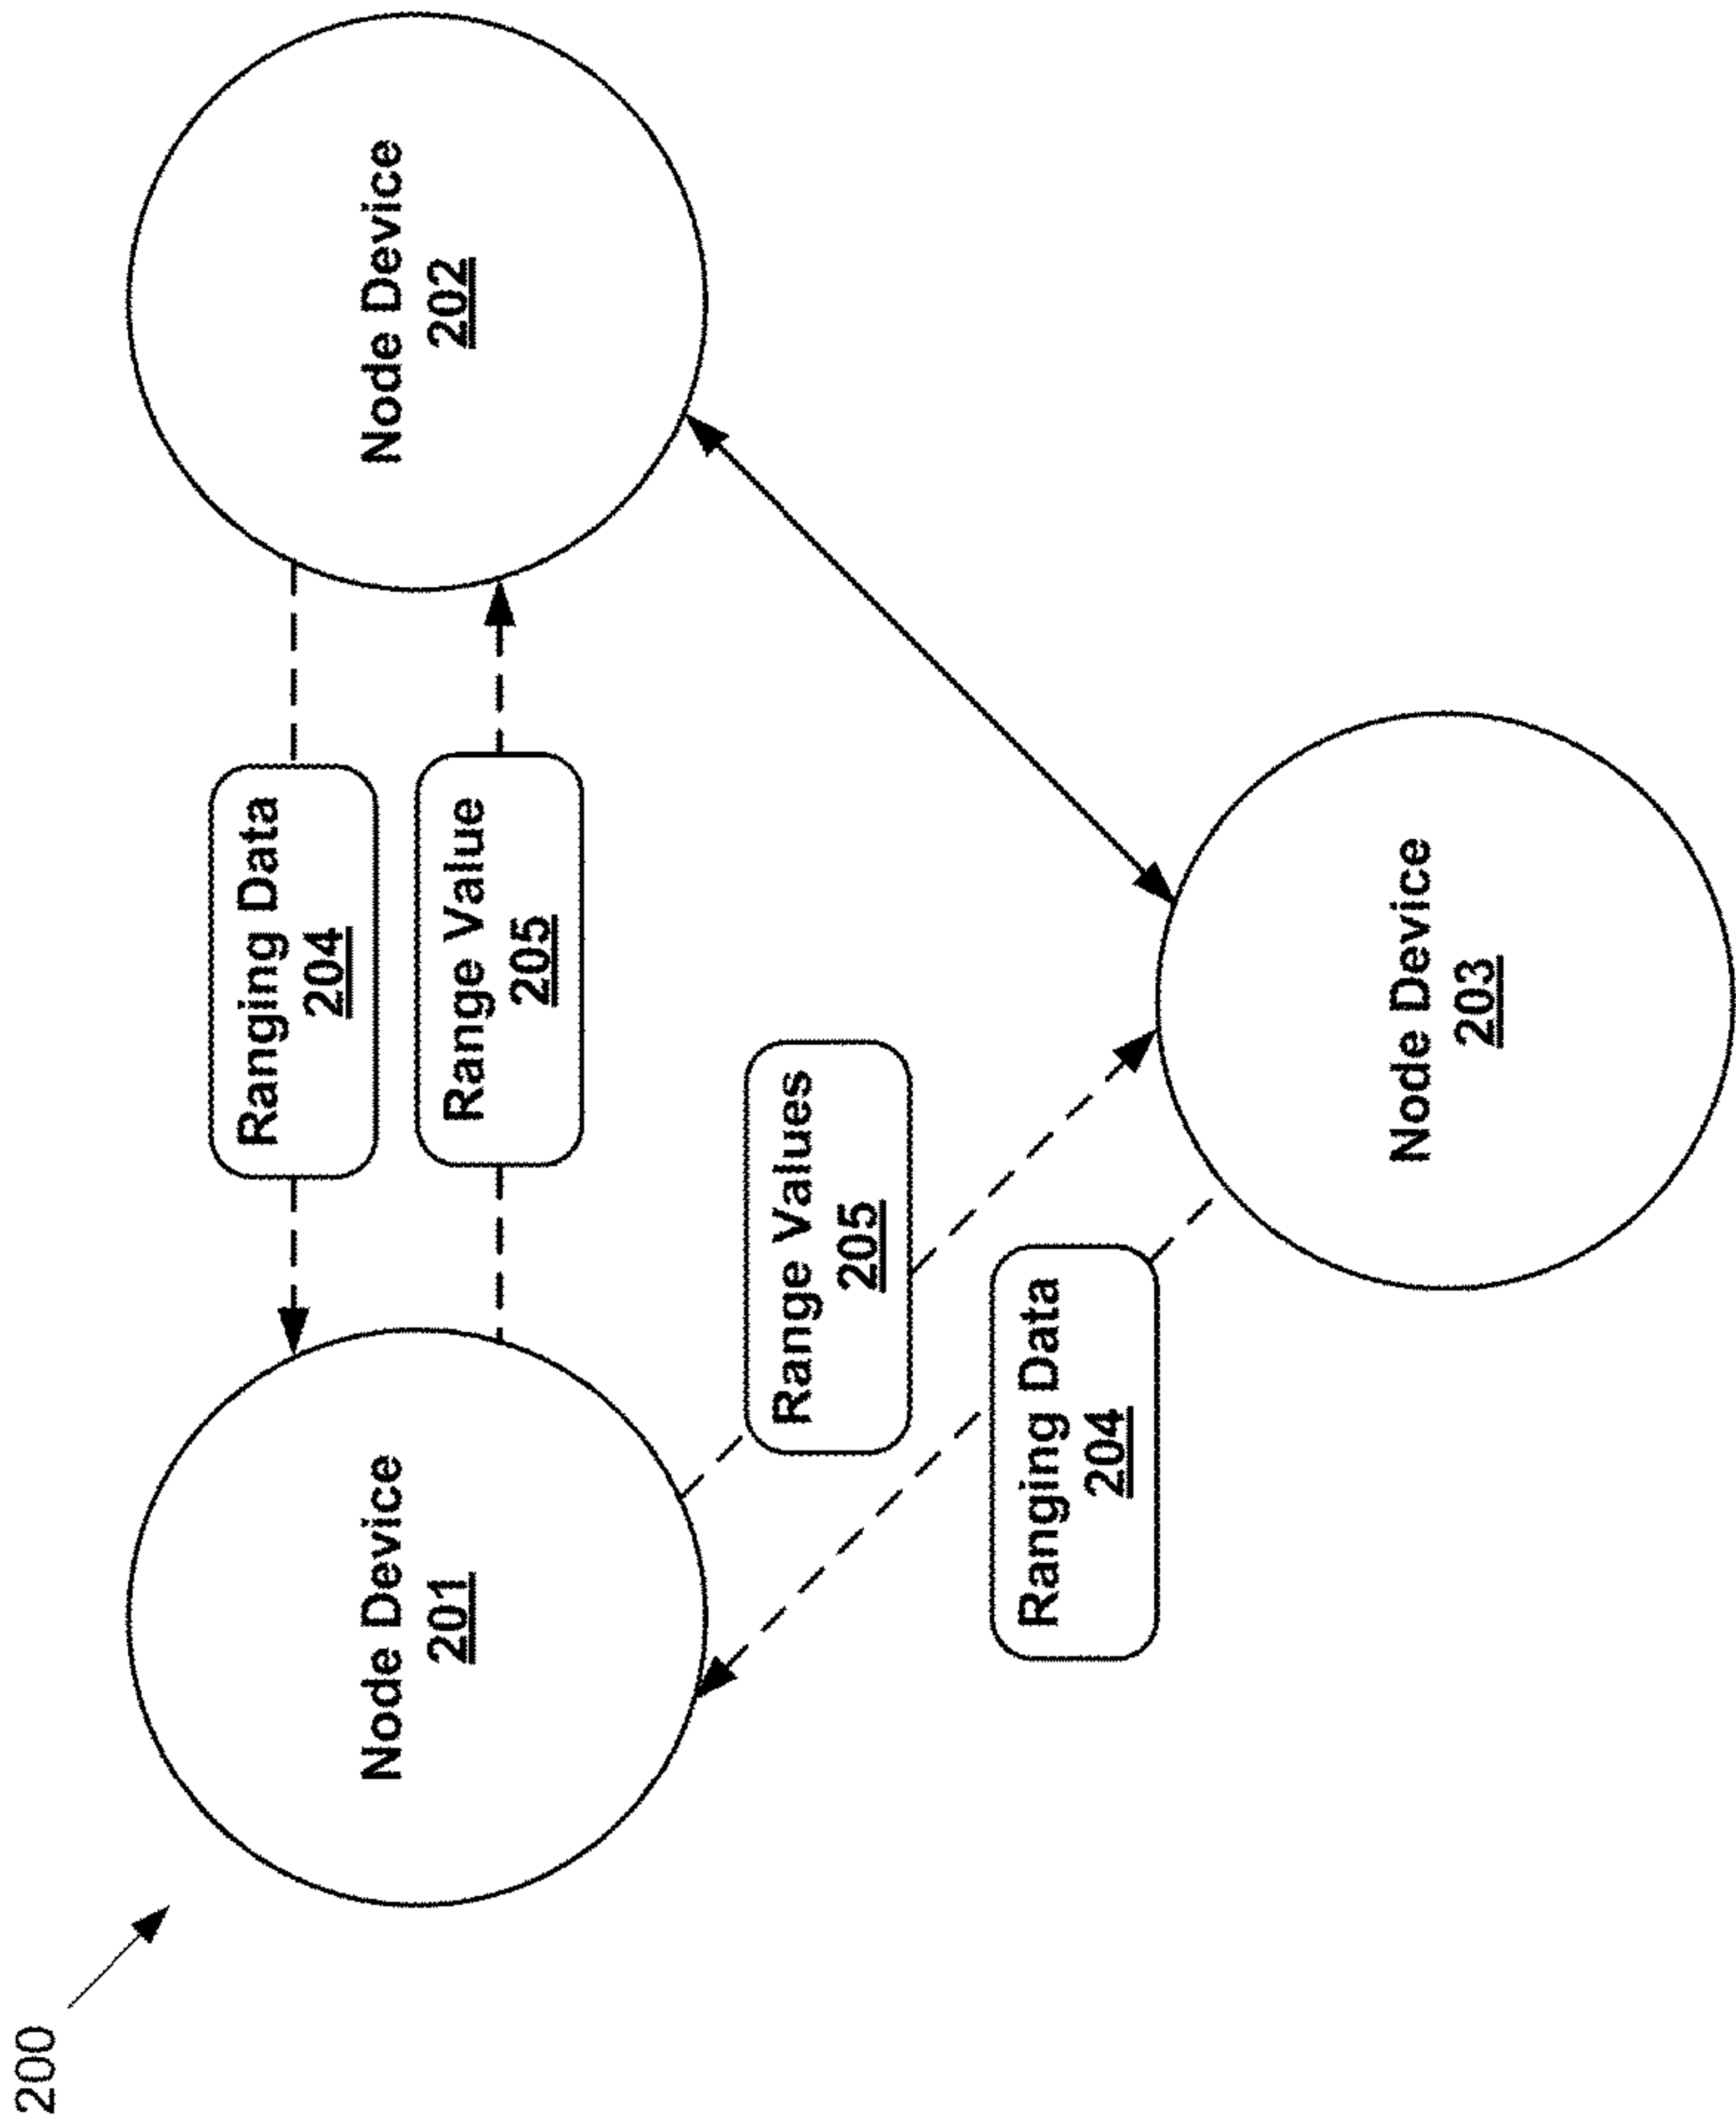 200
Node Device
201
Ranging Data
204
Range Value
205
Node Device
202
Range Values
205
Ranging Data
204
Node Device
203